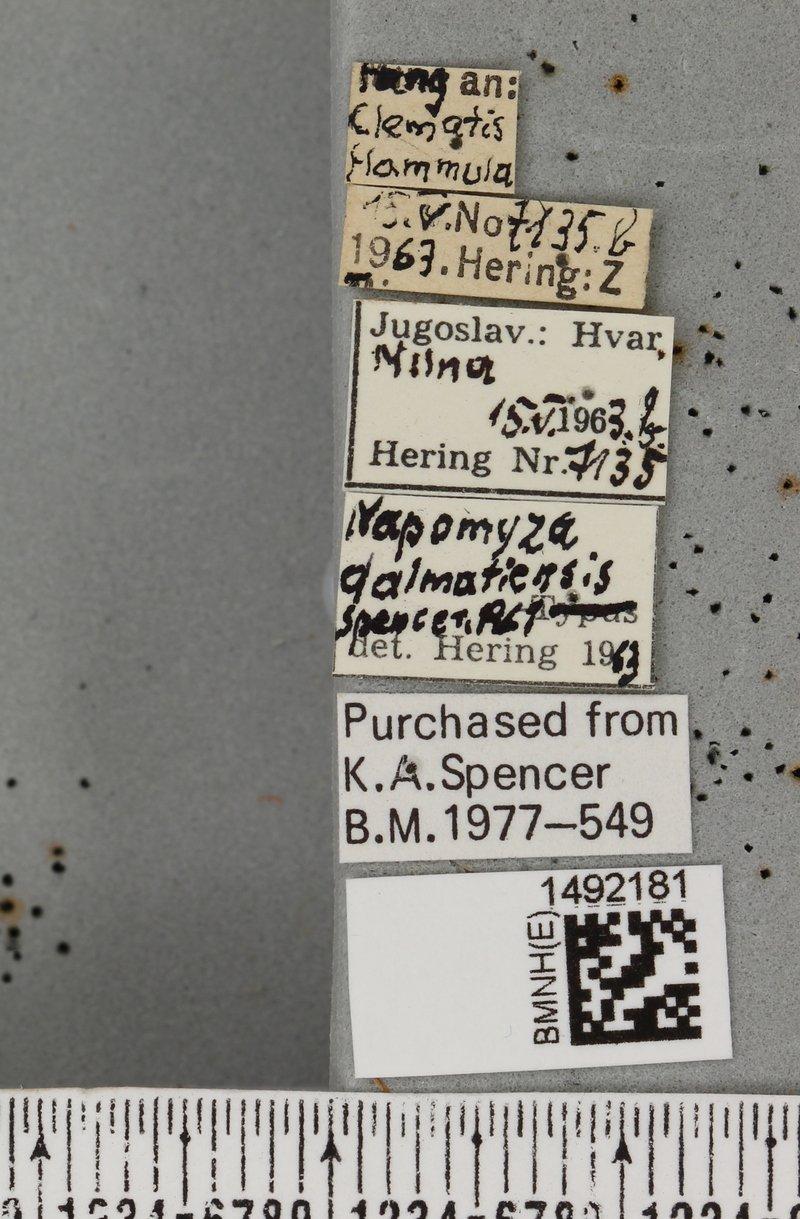 an:
Clematis
Flammula
15.V. No 7135.b
1963. Hering: Z
Jugoslav.: Hvar,
Milna
15.V.1963. b.
Hering Nr. 7135
Napomyza
dalmatiensis
Spencer. Typus
det. Hering 1963
Purchased from
K.A.Spencer
B.M.1977–549
1492181
BMNH(E)